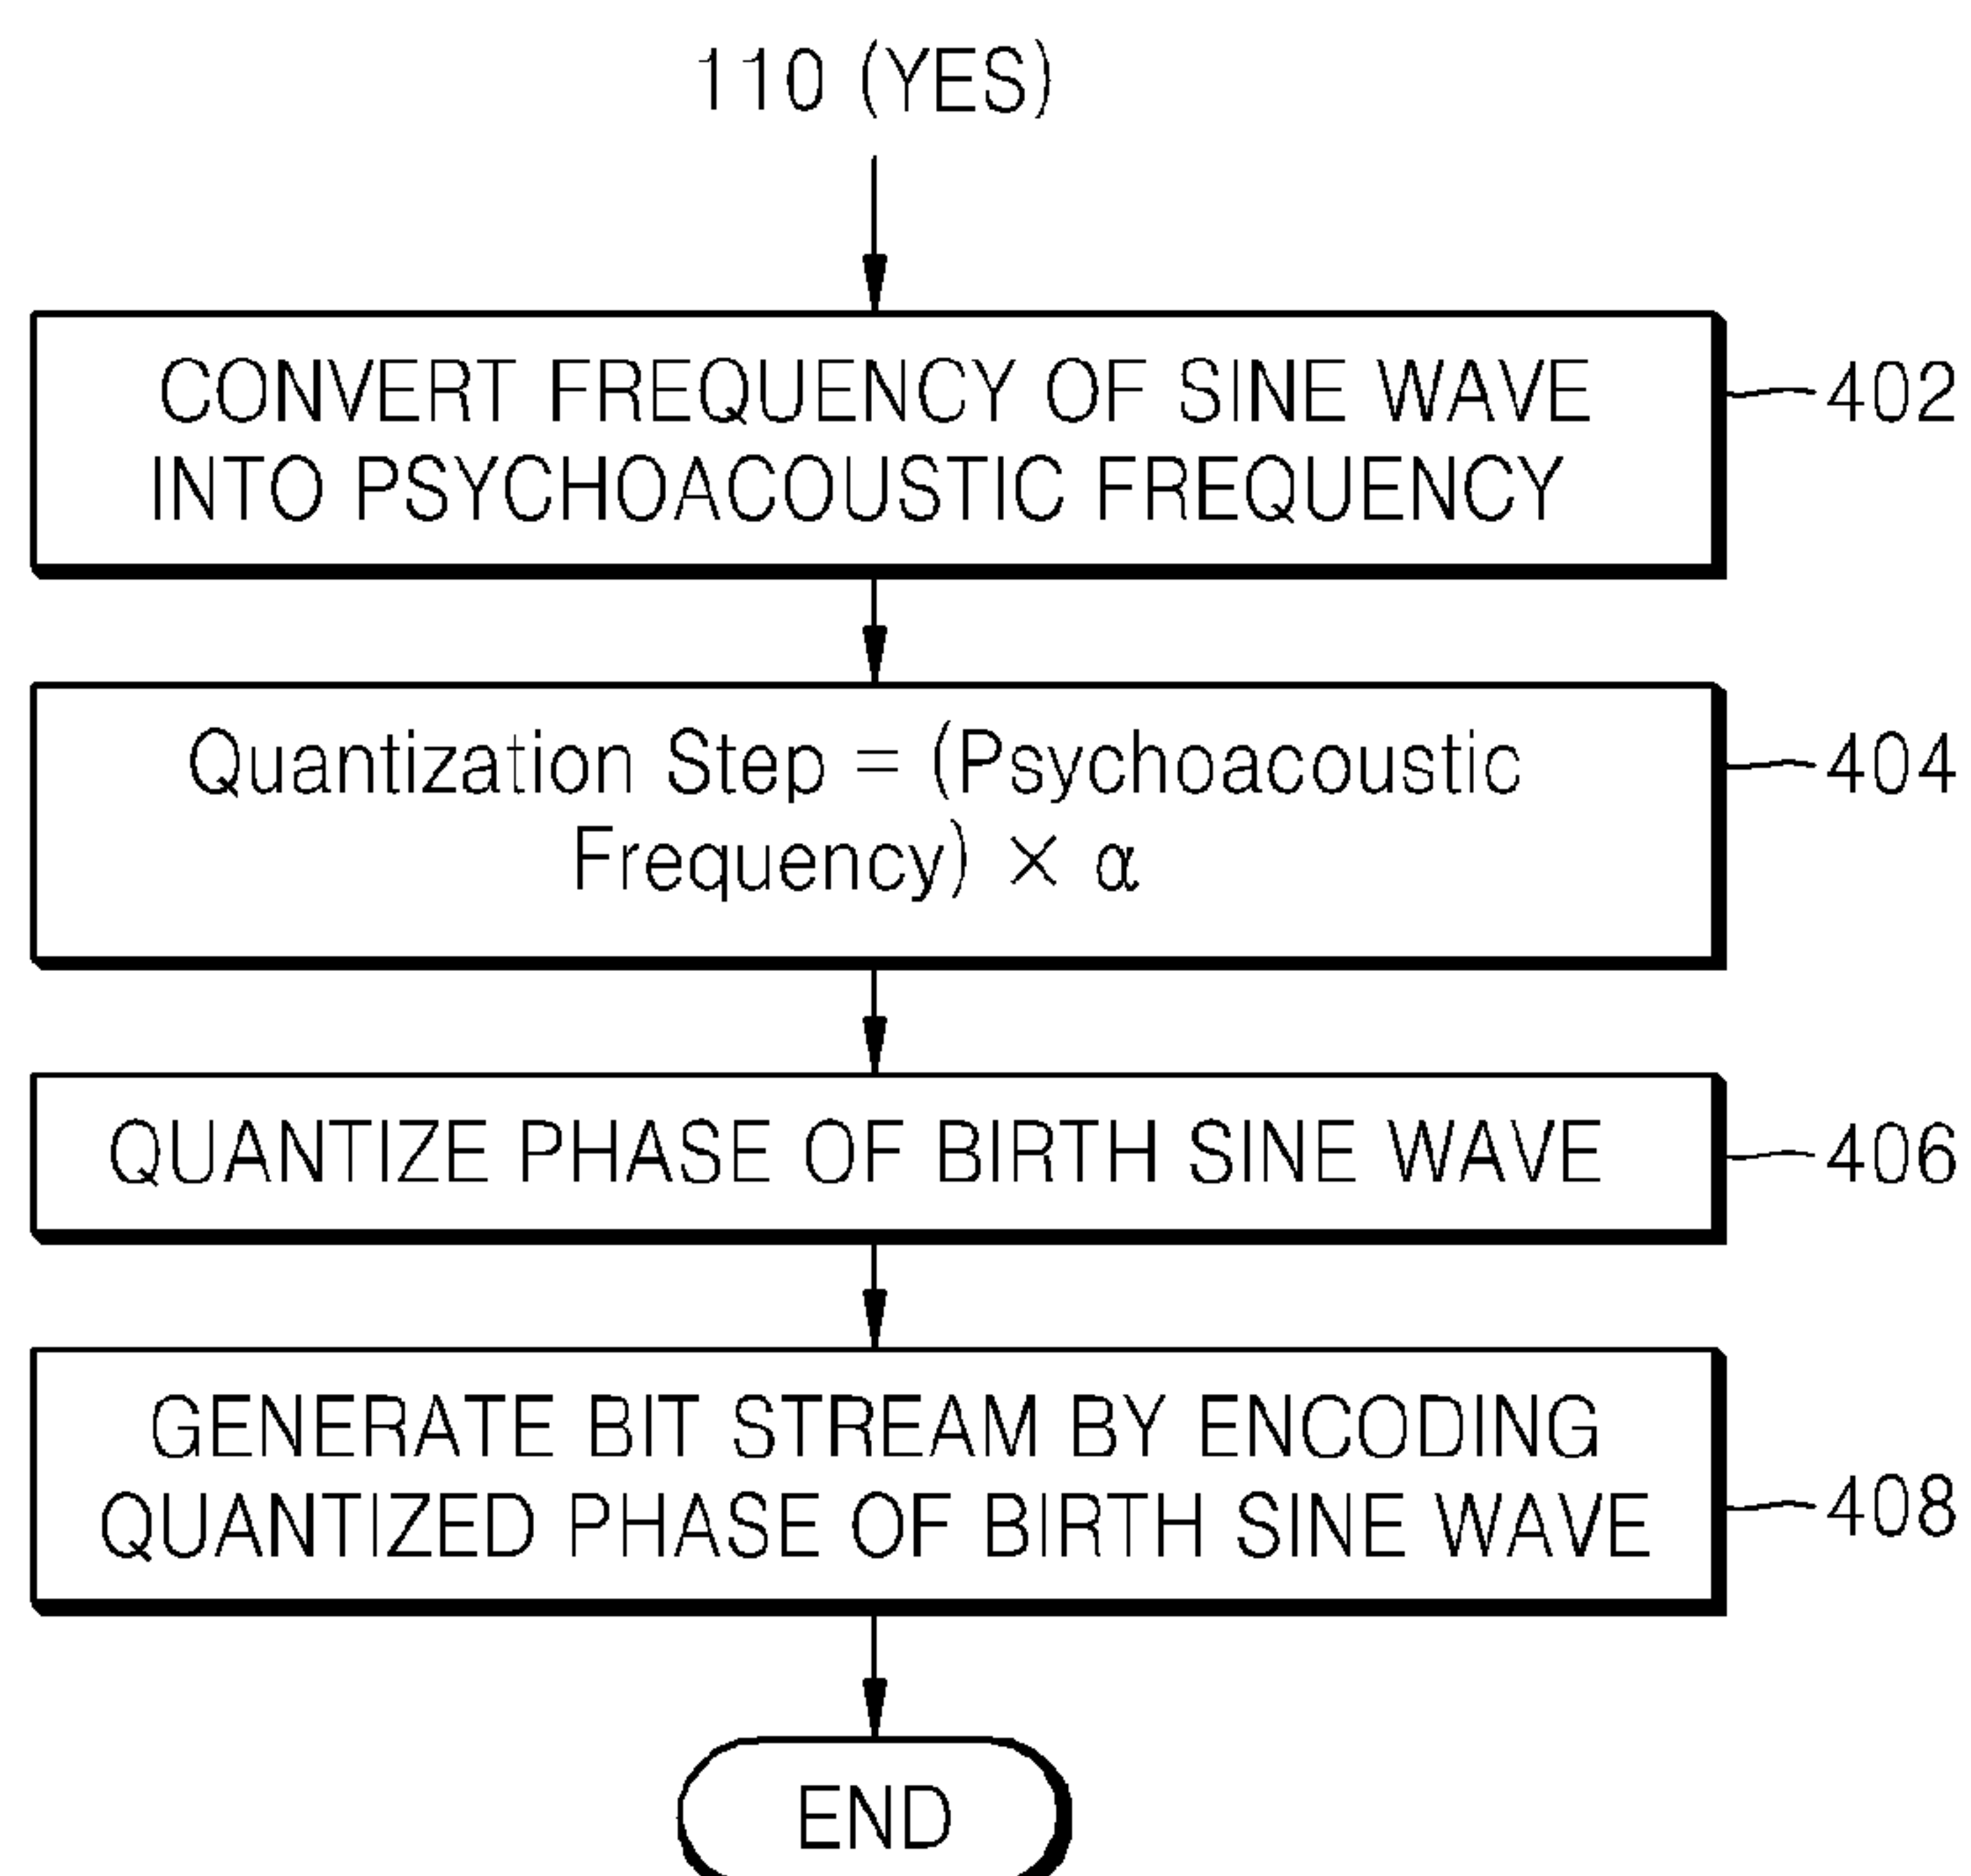 110 (YES)
CONVERT FREQUENCY OF SINE WAVE
INTO PSYCHOACOUSTIC FREQUENCY
402
Quantization Step = (Psychoacoustic
Frequency) × α
404
QUANTIZE PHASE OF BIRTH SINE WAVE
406
GENERATE BIT STREAM BY ENCODING
QUANTIZED PHASE OF BIRTH SINE WAVE
408
END